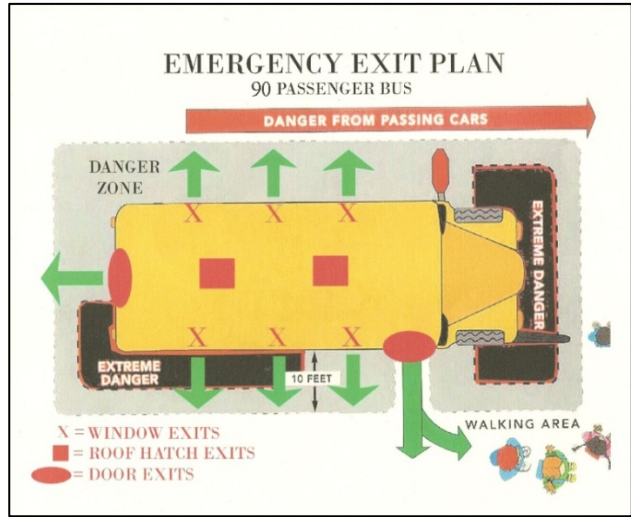 EMERGENCY EXIT PLAN
90 PASSENGER BUS
DANGER FROM PASSING CARS
DANGER
ZONE
X X X
EXTREME DANGER
X X X
EXTREME
DANGER
10 FEET
WALKING AREA
X = WINDOW EXITS
= ROOF HATCH EXITS
= DOOR EXITS